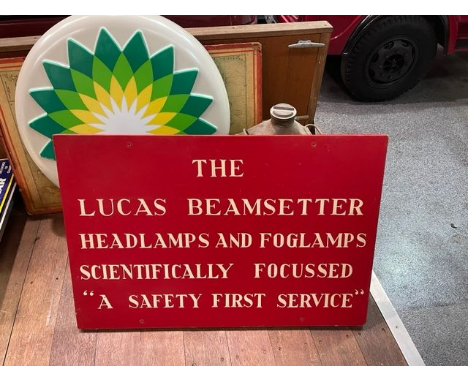 THE
LUCAS BEAMSETTER
HEADLAMPS AND FOGLAMPS
SCIENTIFICALLY FOCUSSED
"A SAFETY FIRST SERVICE"